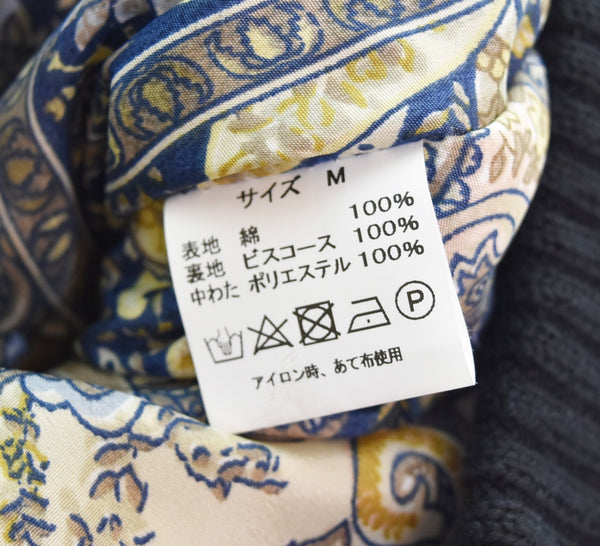 サイズ M
表地 綿 100%
裏地 ビスコース 100%
中わた ポリエステル 100%
P
アイロン時、あて布使用